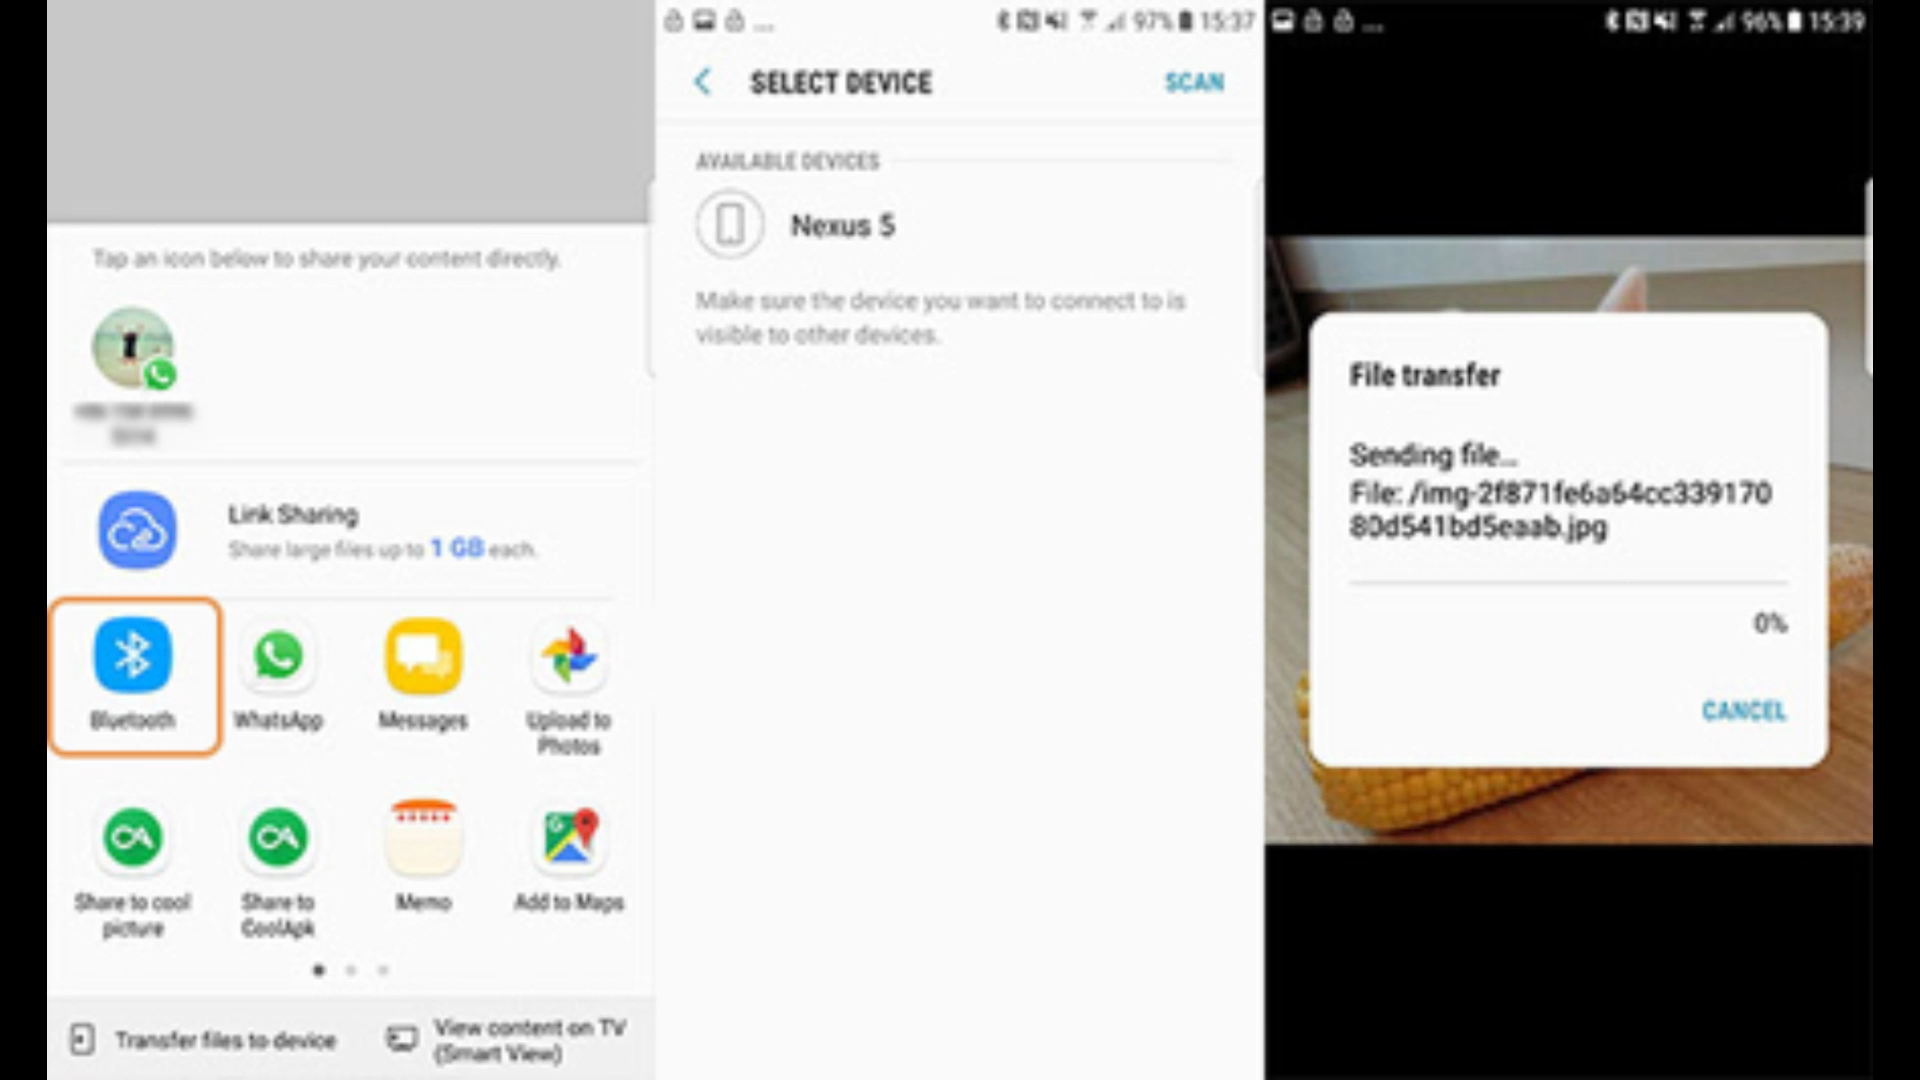 Tap an icon below to share your content directly.
Link Sharing
Share large files up to 1 GB each.
Bluetooth
WhatsApp
Messages
Upload to
Photos
Share to cool
picture
Share to
CoolApk
Memo
Add to Maps
Transfer files to device
View content on TV
(Smart View)
... 97% 15:37
SELECT DEVICE
SCAN
AVAILABLE DEVICES
Nexus 5
Make sure the device you want to connect to is
visible to other devices.
... 96% 15:39
File transfer
Sending file...
File: /img-2f871fe6a64cc339170
80d541bd5eaab.jpg
0%
CANCEL